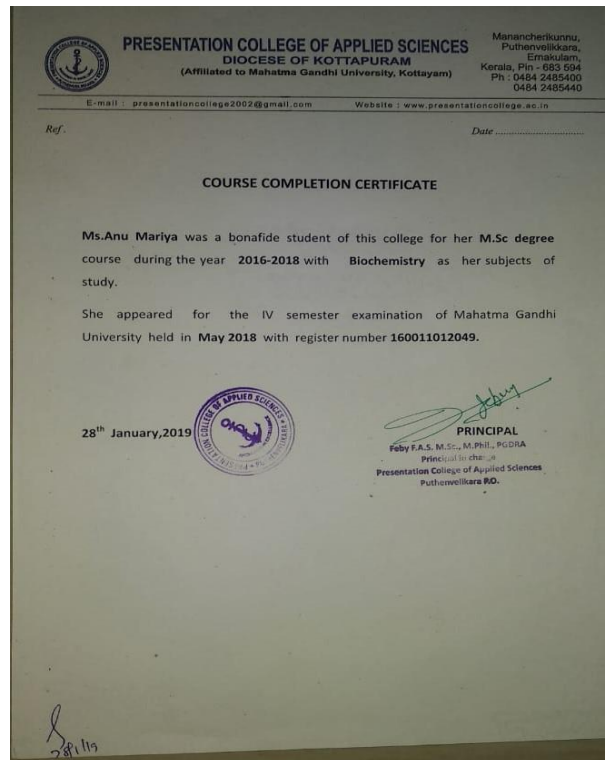 PRESENTATION COLLEGE OF APPLIED SCIENCES
DIOCESE OF KOTTAPURAM
(Affiliated to Mahatma Gandhi University, Kottayam)
Manancherikunnu,
Puthenvelikkara,
Ernakulam,
Kerala, Pin - 683 594
Ph : 0484 2485400
0484 2485440
E-mail : presentationcollege2002@gmail.com Website : www.presentationcollege.ac.in
Ref. Date ................................
COURSE COMPLETION CERTIFICATE
Ms.Anu Mariya was a bonafide student of this college for her M.Sc degree
course during the year 2016-2018 with Biochemistry as her subjects of
study.
She appeared for the IV semester examination of Mahatma Gandhi
University held in May 2018 with register number 160011012049.
28th January,2019
PRINCIPAL
Feby F.A.S. M.Sc., M.Phil., PGDRA
Principal in charge
Presentation College of Applied Sciences
Puthenvelikara P.O.
28/1/19